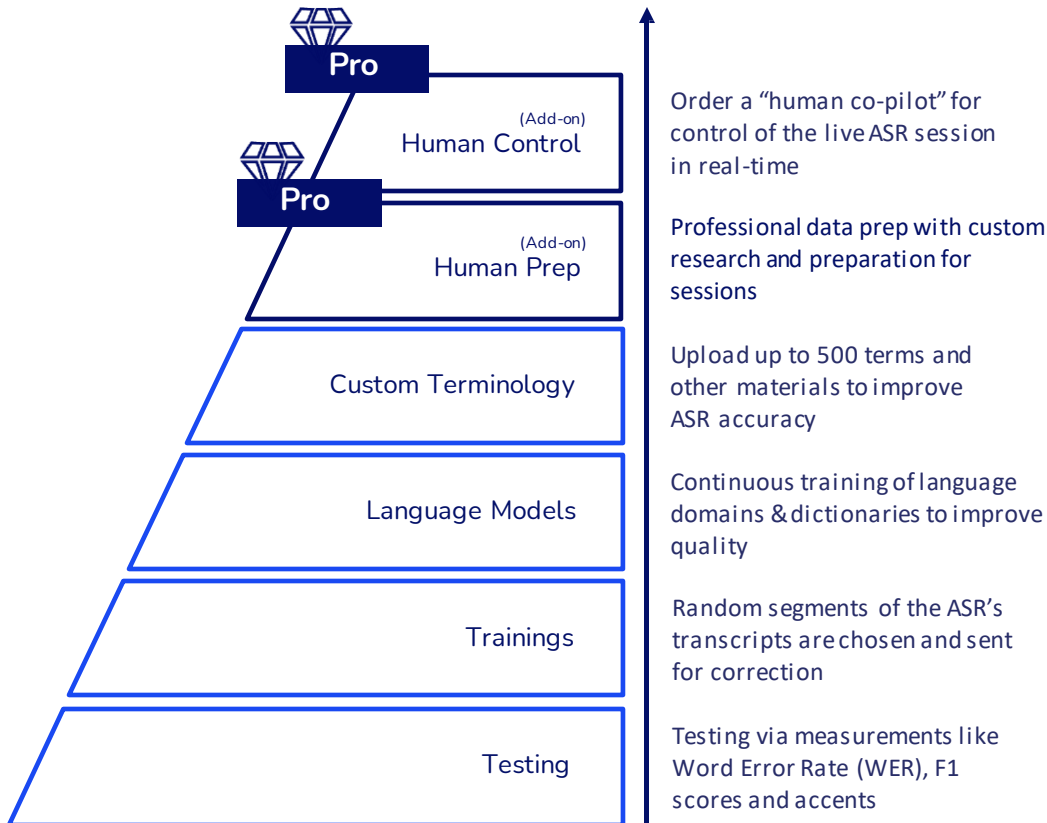 Pro
(Add-on)
Human Control
Order a “human co-pilot” for
control of the live ASR session
in real-time
Pro
(Add-on)
Human Prep
Professional data prep with custom
research and preparation for
sessions
Custom Terminology
Upload up to 500 terms and
other materials to improve
ASR accuracy
Language Models
Continuous training of language
domains & dictionaries to improve
quality
Trainings
Random segments of the ASR’s
transcripts are chosen and sent
for correction
Testing
Testing via measurements like
Word Error Rate (WER), F1
scores and accents